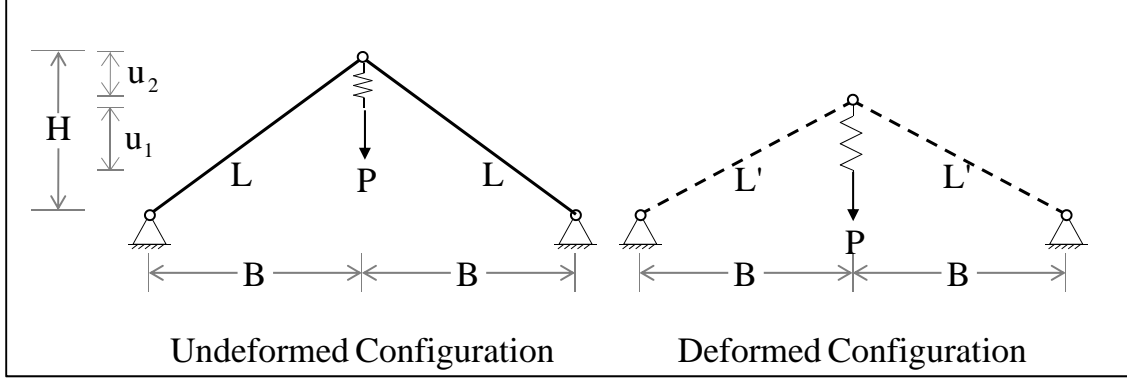 u2
H
u1
L
P
L
L'
L'
P
B
B
B
B
Undeformed Configuration
Deformed Configuration